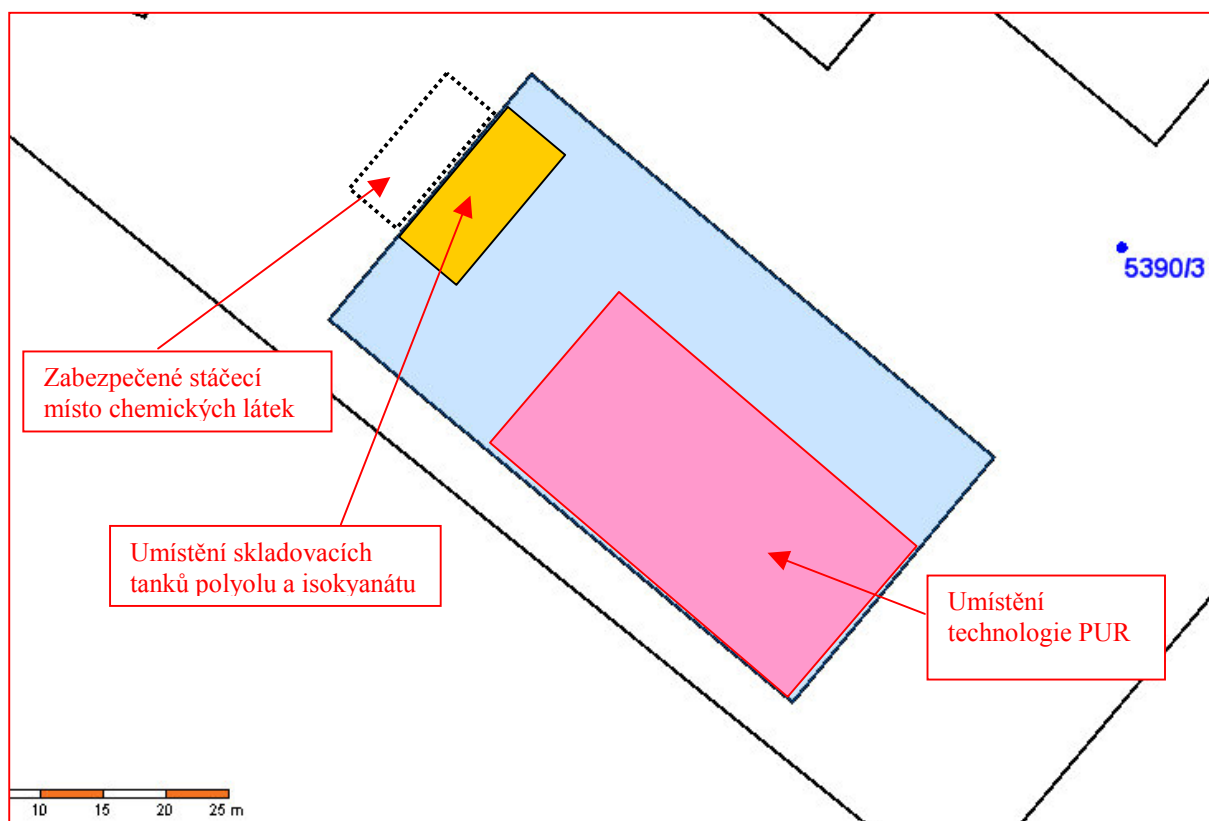 5390/3
Zabezpečené stáčecí
místo chemických látek
Umístění skladovacích
tanků polyolu a isokyanátu
Umístění
technologie PUR
10 15 20 25 m